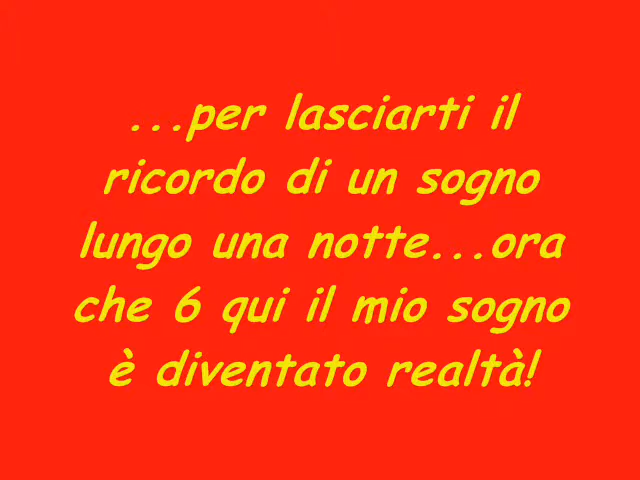 ...per lasciarti il
ricordo di un sogno
lungo una notte...ora
che 6 qui il mio sogno
è diventato realtà!